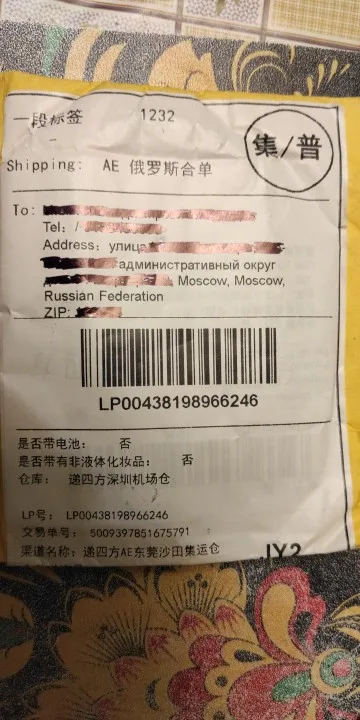 一段标签 1232
集/普
Shipping: AE 俄罗斯合单
To:
Tel:
Address: улица
административный округ
Moscow, Moscow,
Russian Federation
ZIP:
LP00438198966246
是否带电池: 否
是否带有非液体化妆品: 否
仓库: 递四方深圳机场仓
LP号: LP00438198966246
交易单号: 5009397851675791
渠道名称: 递四方AE东莞沙田集运仓
JY2